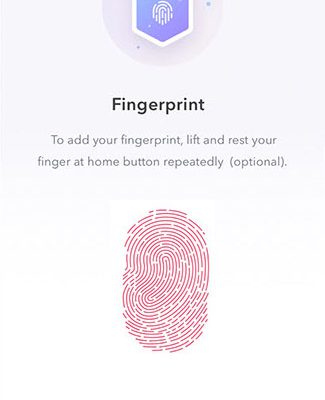 Fingerprint
To add your fingerprint, lift and rest your
finger at home button repeatedly (optional).